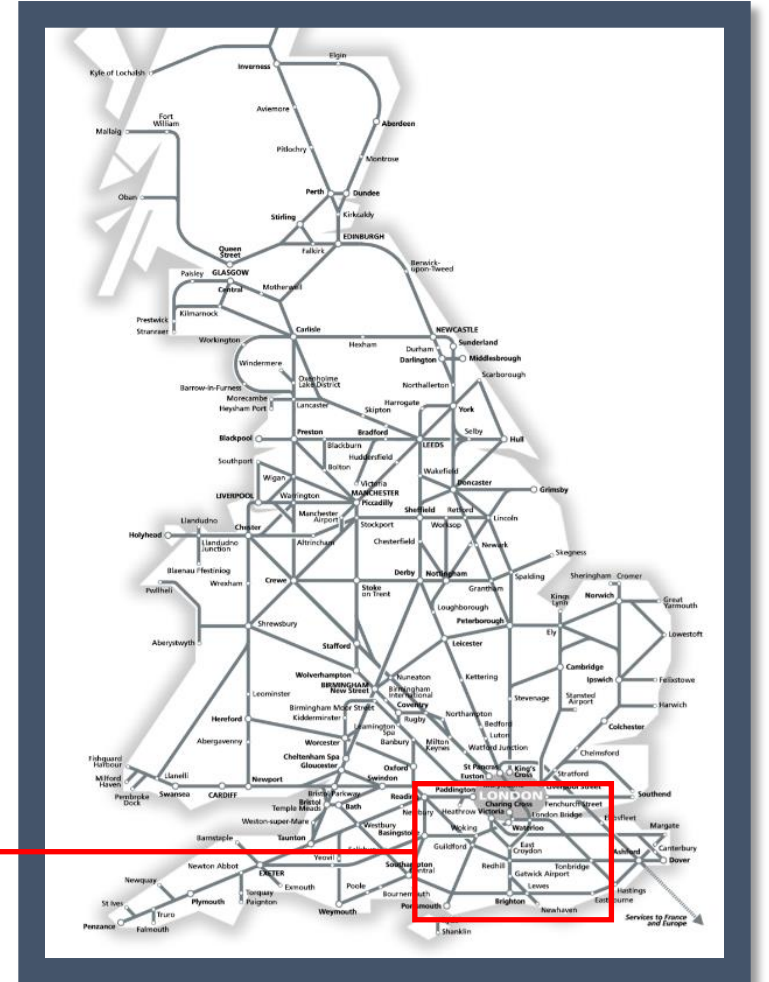 Elgin
Inverness
Kyle of Lochalsh
Aviemore
Fort
William
Mallaig
Aberdeen
Pitlochry
Montrose
Perth
Dundee
Oban
Kirkcaldy
Stirling
EDINBURGH
Queen
Street
Falkirk
Berwick-
upon-Tweed
Paisley
GLASGOW
Central
Motherwell
Prestwick
Kilmarnock
Stranraer
Carlisle
NEWCASTLE
Workington
Hexham
Durham
Sunderland
Darlington
Middlesbrough
Windermere
Scarborough
Oxenholme
Lake District
Barrow-in-Furness
Northallerton
Morecambe
Lancaster
Harrogate
York
Heysham Port
Skipton
Blackpool
Preston
Bradford
LEEDS
Selby
Hull
Blackburn
Huddersfield
Southport
Bolton
Wakefield
Wigan
Victoria
Doncaster
MANCHESTER
Piccadilly
Grimsby
LIVERPOOL
Warrington
Sheffield
Retford
Manchester
Airport
Lincoln
Llandudno
Chester
Stockport
Worksop
Holyhead
Llandudno
Junction
Altrincham
Chesterfield
Newark
Skegness
Blaenau Ffestiniog
Derby
Nottingham
Spalding
Sheringham
Cromer
Pwllheli
Wrexham
Crewe
Stoke
on Trent
Grantham
Kings
Lynn
Norwich
Great
Yarmouth
Loughborough
Shrewsbury
Peterborough
Ely
Lowestoft
Aberystwyth
Stafford
Leicester
Wolverhampton
Cambridge
BIRMINGHAM
New Street
Nuneaton
Kettering
Birmingham
International
Ipswich
Felixstowe
Leominster
Stansted
Airport
Stevenage
Birmingham Moor Street
Coventry
Harwich
Hereford
Kidderminster
Rugby
Northampton
Leamington
Spa
Bedford
Colchester
Abergavenny
Worcester
Banbury
Milton
Keynes
Luton
Watford Junction
Cheltenham Spa
Chelmsford
Fishguard
Harbour
Gloucester
Oxford
St Pancras
King's
Cross
Euston
Stratford
Llanelli
Newport
Swindon
Milford
Haven
Paddington
Liverpool Street
Pembroke
Dock
Swansea
CARDIFF
Bristol Parkway
Reading
LONDON
Southend
Bristol
Temple Meads
Bath
Newbury
Charing Cross
Fenchurch Street
Heathrow
Victoria
London Bridge
Ebbsfleet
Weston-super-Mare
Westbury
Woking
Waterloo
Margate
Barnstaple
Taunton
Basingstoke
East
Croydon
Canterbury
Guildford
Ashford
Salisbury
Yeovil
Southampton
Central
Redhill
Tonbridge
Dover
Newton Abbot
EXETER
Gatwick Airport
Newquay
Exmouth
Poole
Lewes
Hastings
Torquay
Paignton
Bournemouth
Eastbourne
St Ives
Plymouth
Weymouth
Portsmouth
Brighton
Newhaven
Truro
Services to France
and Europe
Penzance
Falmouth
Shanklin